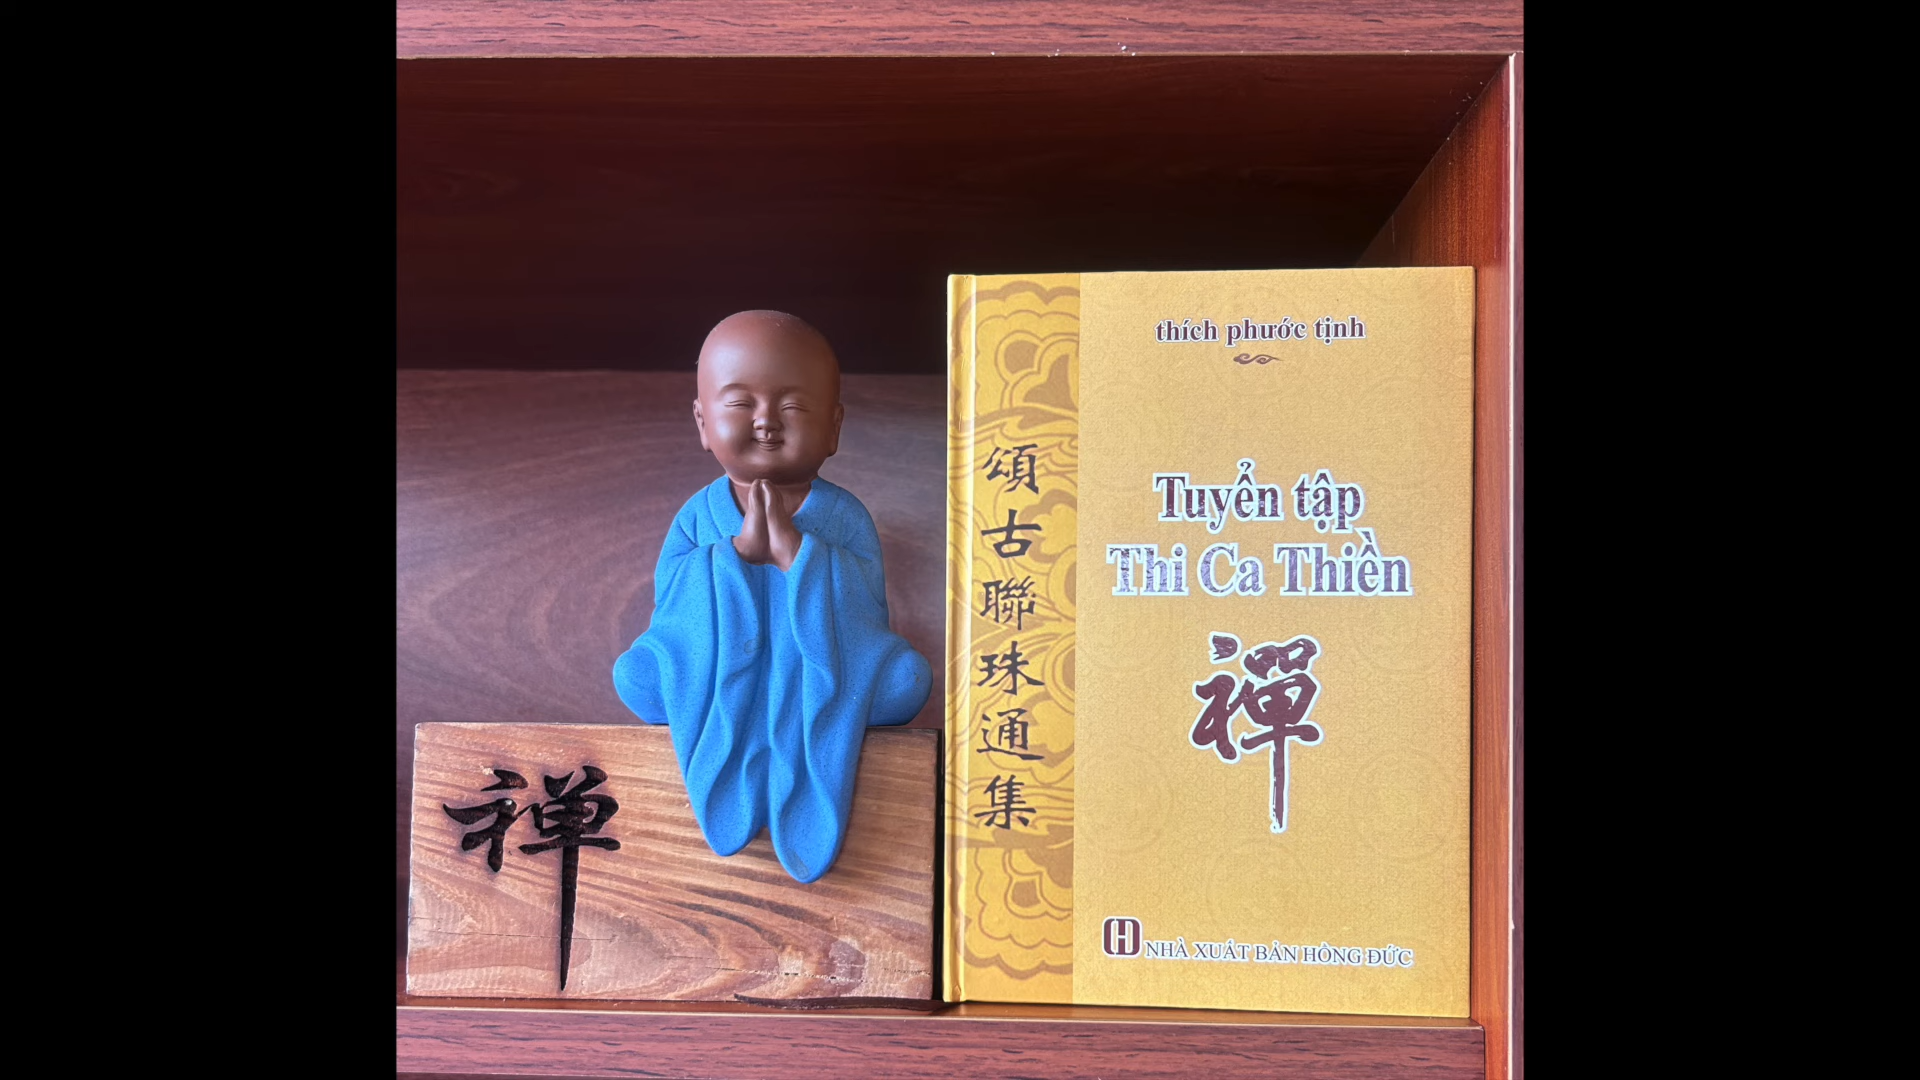 禅
頌古聯珠通集
thích phước tịnh
Tuyển tập
Thi Ca Thiền
禪
NHÀ XUẤT BẢN HỒNG ĐỨC